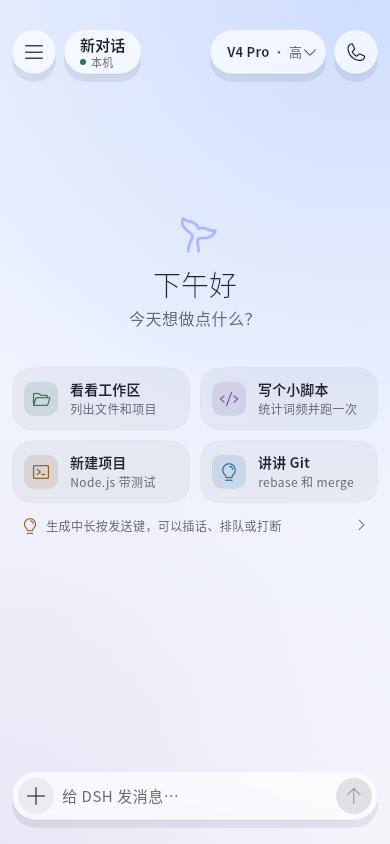 新对话
本机
V4 Pro · 高
下午好
今天想做点什么？
看看工作区
列出文件和项目
写个小脚本
统计词频并跑一次
新建项目
Node.js 带测试
讲讲 Git
rebase 和 merge
生成中长按发送键，可以插话、排队或打断
给 DSH 发消息…